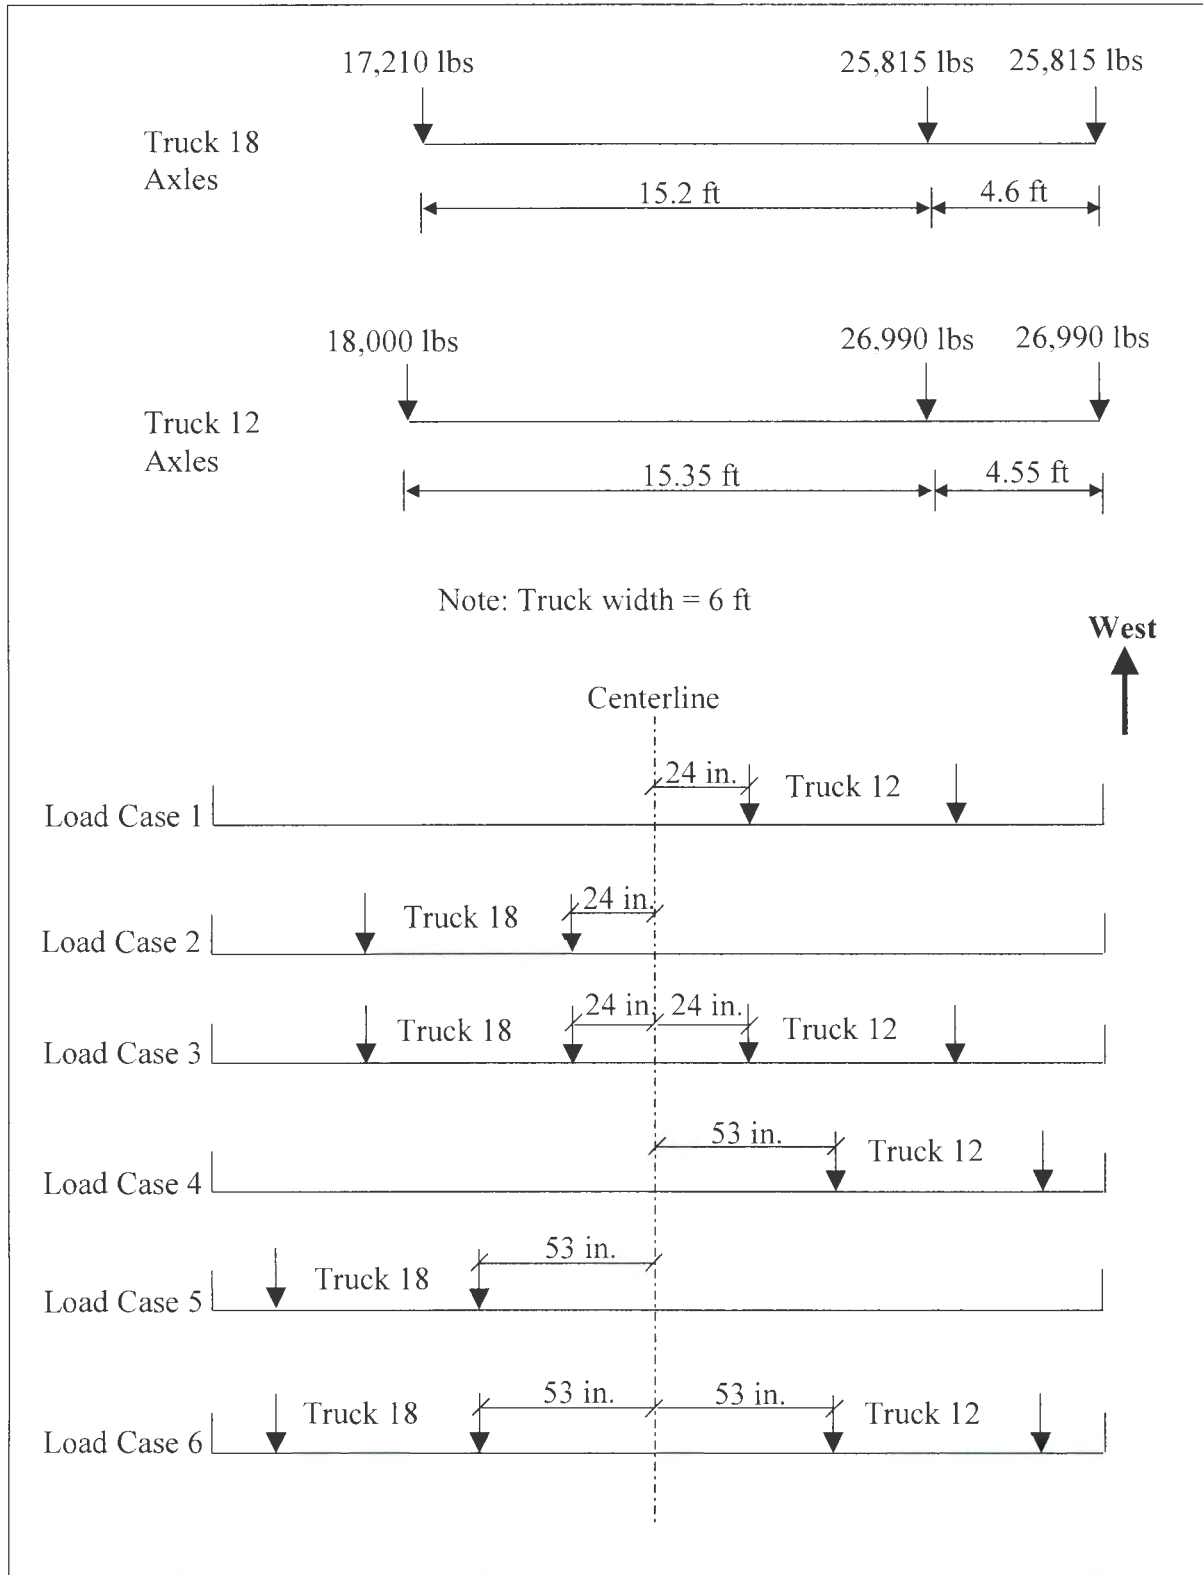 17,210 lbs 25,815 lbs 25,815 lbs
Truck 18
Axles
15.2 ft 4.6 ft
18,000 lbs 26,990 lbs 26,990 lbs
Truck 12
Axles
15.35 ft 4.55 ft
Note: Truck width = 6 ft
West
Centerline
24 in. Truck 12
Load Case 1
Truck 18 24 in.
Load Case 2
Truck 18 24 in. 24 in. Truck 12
Load Case 3
53 in. Truck 12
Load Case 4
53 in.
Truck 18
Load Case 5
Truck 18 53 in. 53 in. Truck 12
Load Case 6